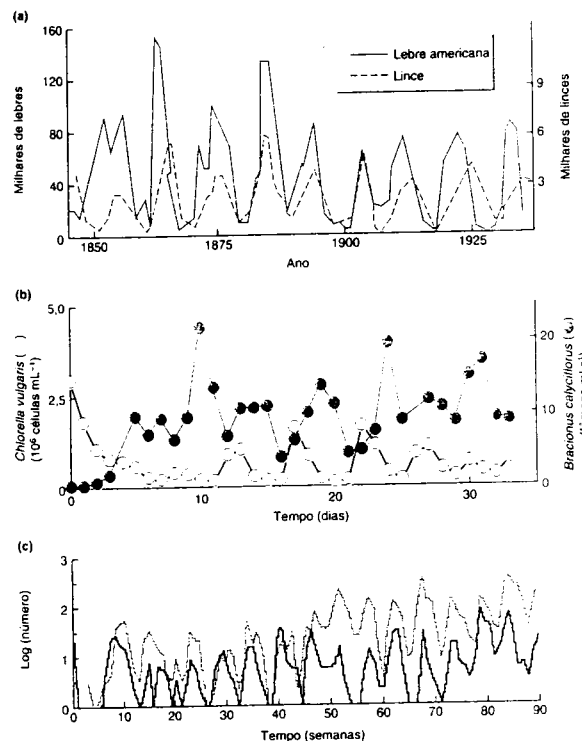 (a)
160
120
80
40
0
Milhares de lebres
Lebre americana
Lince
9
6
3
Milhares de linces
1850 1875 1900 1925
Ano
(b)
5,0
2,5
0
Chlorella vulgaris ( )
(10⁶ células mL⁻¹)
20
10
0
Bracionus calyciflorus (
0 10 20 30
Tempo (dias)
(c)
3
2
1
0
Log (número)
0 10 20 30 40 50 60 70 80 90
Tempo (semanas)